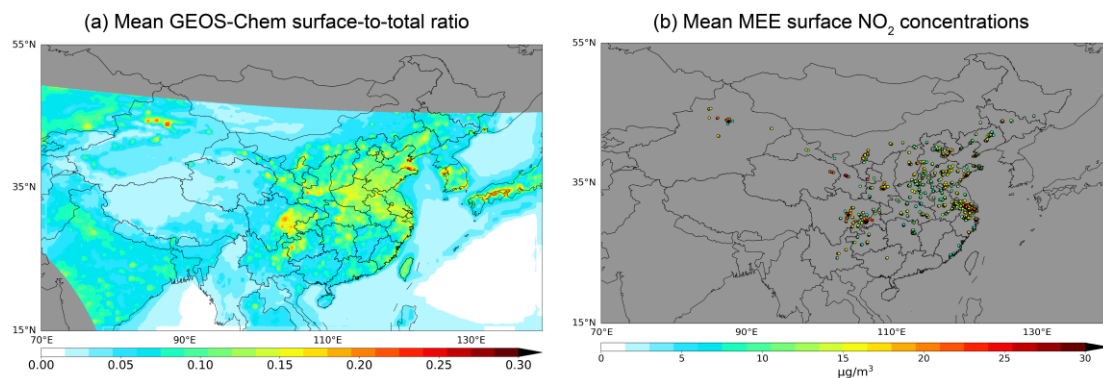 (a) Mean GEOS-Chem surface-to-total ratio
(b) Mean MEE surface NO₂ concentrations
55°N
35°N
15°N
70°E
90°E
110°E
130°E
0.00 0.05 0.10 0.15 0.20 0.25 0.30
55°N
35°N
15°N
70°E
90°E
110°E
130°E
0 5 10 15 20 25 30
µg/m³